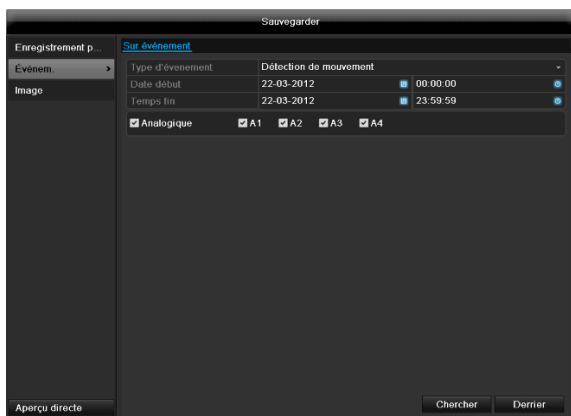 Sauvegarder
Enregistrement p...
Événem. >
Image
Aperçu directe
Sur événement
Type d'évenement Détection de mouvement
Date début 22-03-2012 00:00:00
Temps fin 22-03-2012 23:59:59
Analogique A1 A2 A3 A4
Chercher Derrier